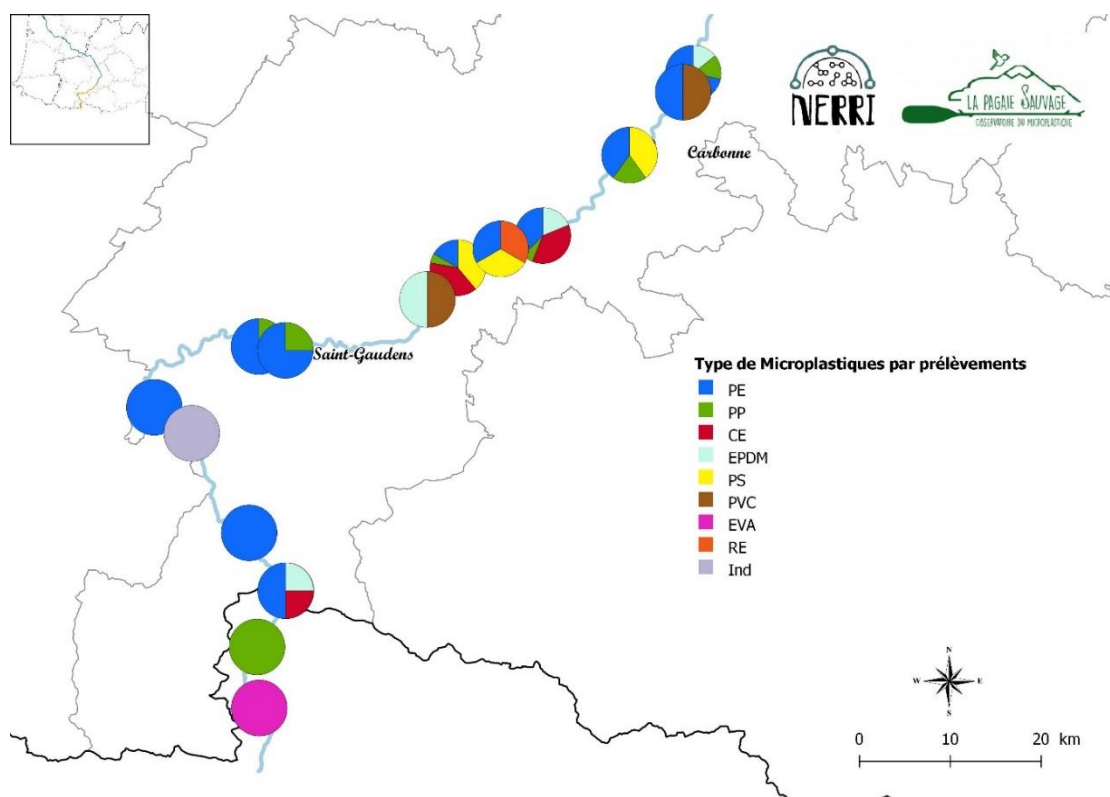 NERRI
LA PAGAIE SAUVAGE
OBSERVATOIRE DU MICROPLASTIQUE
Carbonne
Saint-Gaudens
Type de Microplastiques par prélèvements
PE
PP
CE
EPDM
PS
PVC
EVA
RE
Ind
N
W
E
S
0
10
20 km